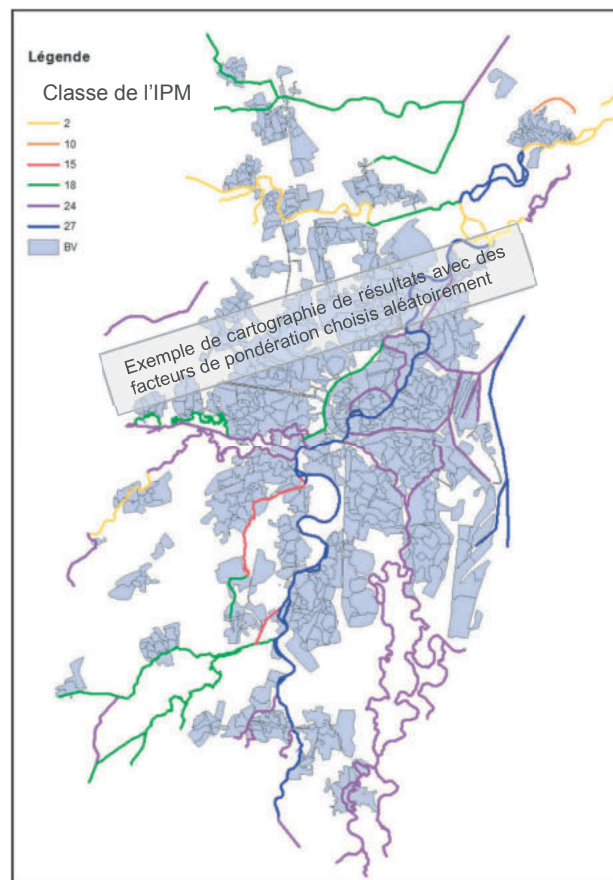 Légende
Classe de l'IPM
2
10
15
18
24
27
BV
Exemple de cartographie de résultats avec des
facteurs de pondération choisis aléatoirement